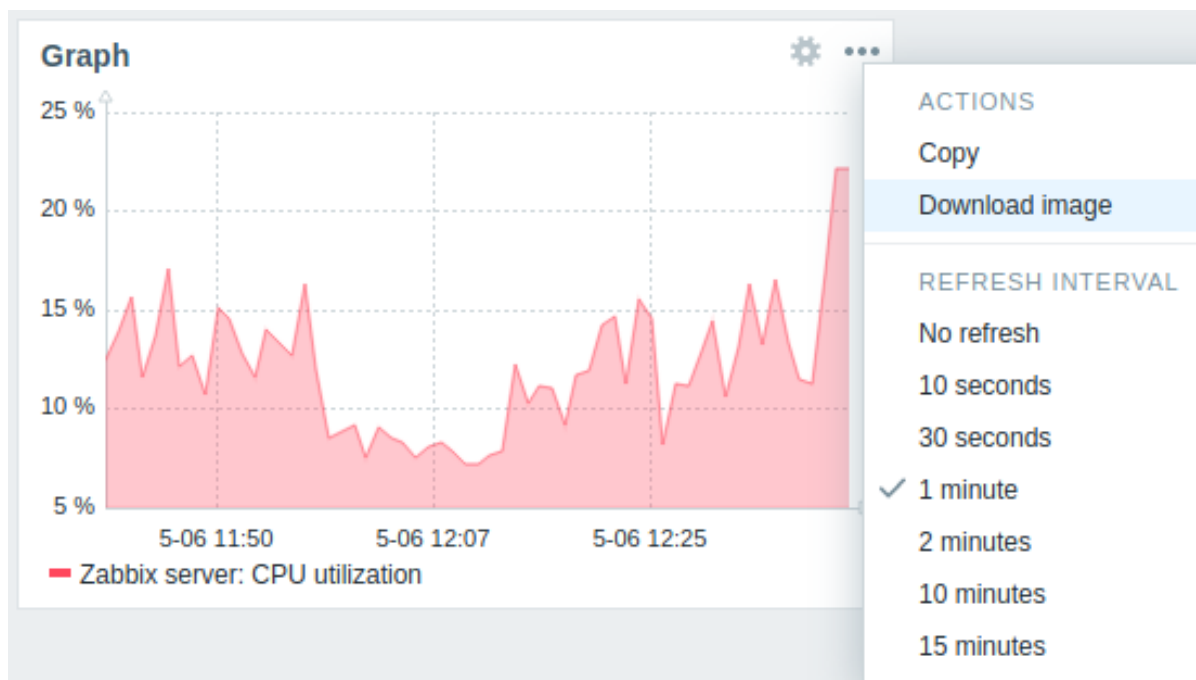 Graph
25 %
20 %
15 %
10 %
5 %
5-06 11:50 5-06 12:07 5-06 12:25
Zabbix server: CPU utilization
ACTIONS
Copy
Download image
REFRESH INTERVAL
No refresh
10 seconds
30 seconds
1 minute
2 minutes
10 minutes
15 minutes